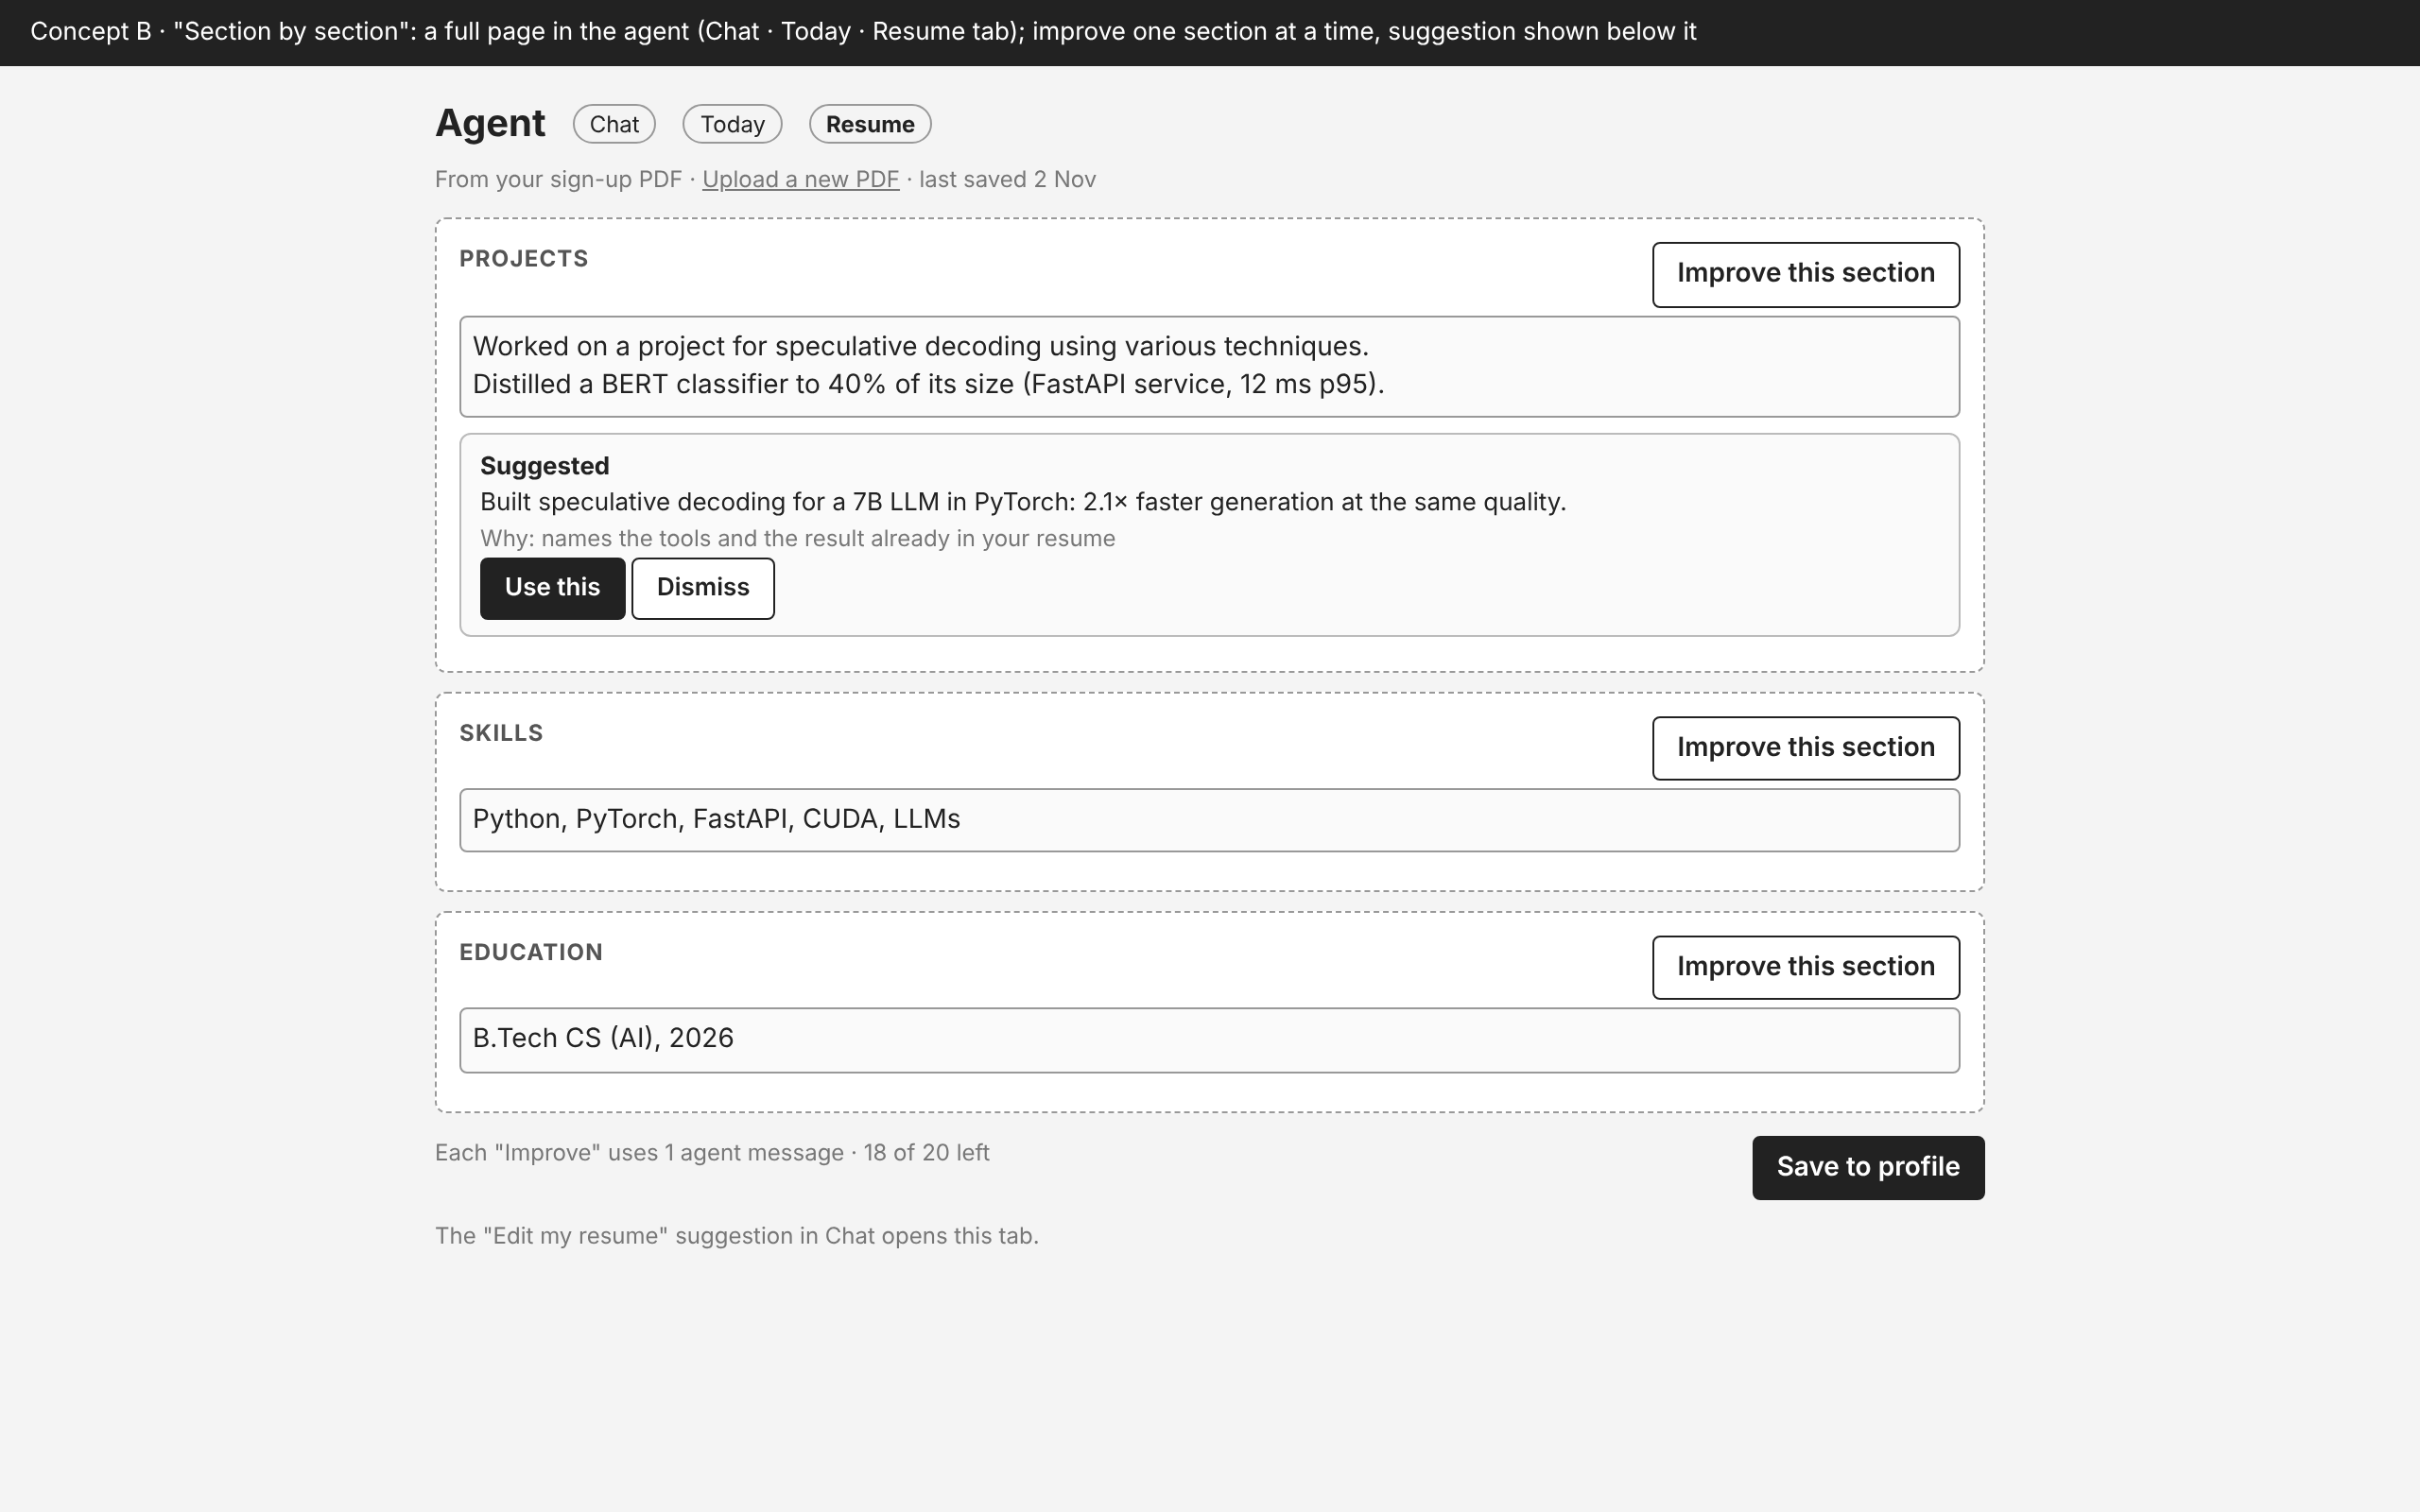 Concept B · "Section by section": a full page in the agent (Chat · Today · Resume tab); improve one section at a time, suggestion shown below it
Agent Chat Today Resume
From your sign-up PDF · Upload a new PDF · last saved 2 Nov
PROJECTS Improve this section
Worked on a project for speculative decoding using various techniques.
Distilled a BERT classifier to 40% of its size (FastAPI service, 12 ms p95).
Suggested
Built speculative decoding for a 7B LLM in PyTorch: 2.1× faster generation at the same quality.
Why: names the tools and the result already in your resume
Use this Dismiss
SKILLS Improve this section
Python, PyTorch, FastAPI, CUDA, LLMs
EDUCATION Improve this section
B.Tech CS (AI), 2026
Each "Improve" uses 1 agent message · 18 of 20 left Save to profile
The "Edit my resume" suggestion in Chat opens this tab.